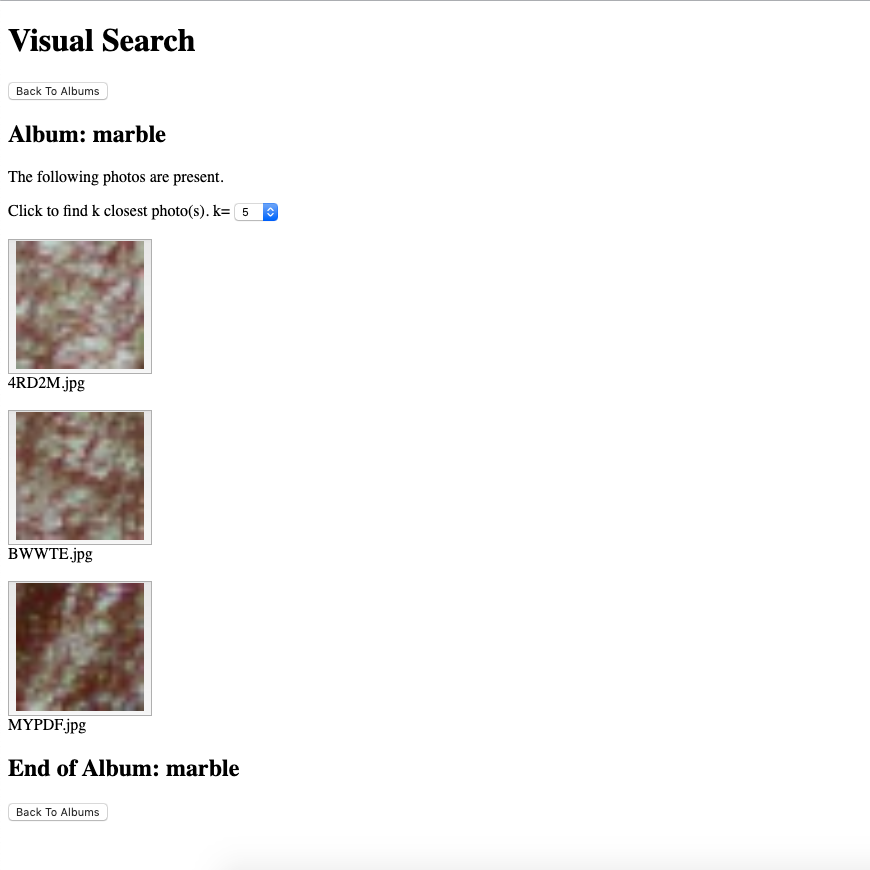 Visual Search
Back To Albums
Album: marble
The following photos are present.
Click to find k closest photo(s). k= 5
4RD2M.jpg
BWWTE.jpg
MYPDF.jpg
End of Album: marble
Back To Albums